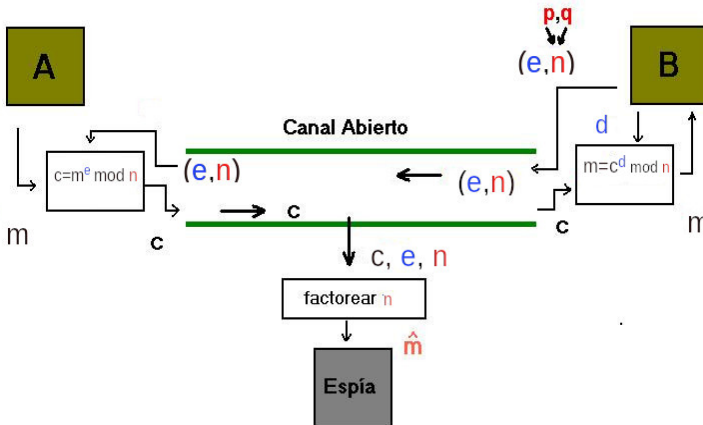 p,q
A
(e,n)
B
Canal Abierto
d
c=m^e mod n
(e,n)
(e,n)
m=c^d mod n
m
c
c
c
m
c, e, n
factorear n
m̂
Espía